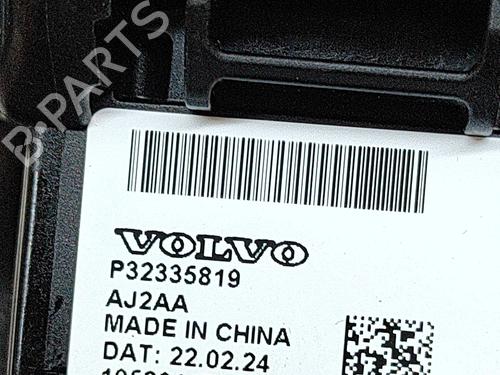 B-PARTS
VOLVO
P32335819
AJ2AA
MADE IN CHINA
DAT: 22.02.24